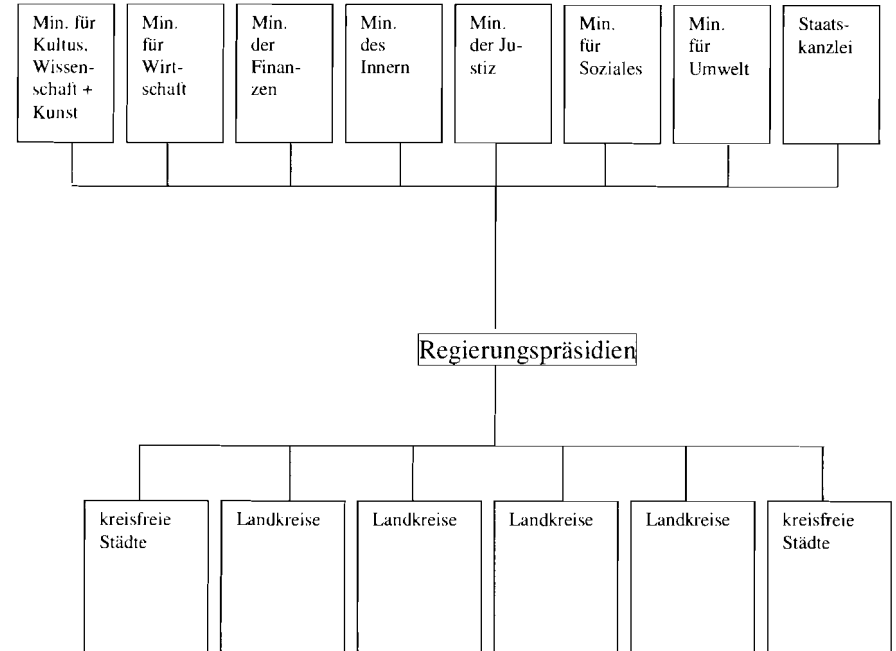 Min. für
Kultus,
Wissen-
schaft +
Kunst
Min.
für
Wirt-
schaft
Min.
der
Finan-
zen
Min.
des
Innern
Min.
der Ju-
stiz
Min.
für
Soziales
Min.
für
Umwelt
Staats-
kanzlei
Regierungspräsidien
kreisfreie
Städte
Landkreise
Landkreise
Landkreise
Landkreise
kreisfreie
Städte